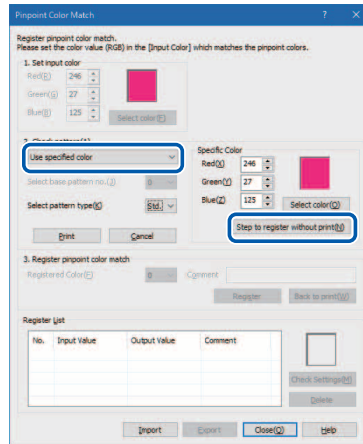 Pinpoint Color Match
Register pinpoint color match.
Please set the color value (RGB) in the [Input Color] which matches the pinpoint colors.
1. Set input color
Red(R) 246
Green(G) 27
Blue(B) 125 Select color(F)
2. Check pattern(A)
Use specified color
Select base pattern no.(J) 0
Select pattern type(K) Std.
Print Cancel
Specific Color
Red(X) 246
Green(Y) 27
Blue(Z) 125 Select color(O)
Step to register without print(N)
3. Register pinpoint color match
Registered Color(E) 0 Comment
Register Back to print(W)
Register List
No. Input Value Output Value Comment
Check Settings(M)
Delete
Import Export Close(Q) Help